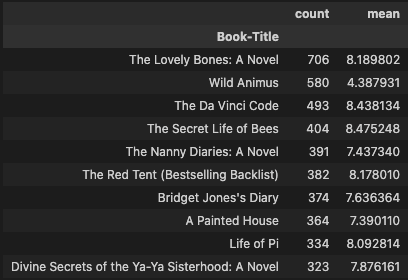 count mean
Book-Title
The Lovely Bones: A Novel 706 8.189802
Wild Animus 580 4.387931
The Da Vinci Code 493 8.438134
The Secret Life of Bees 404 8.475248
The Nanny Diaries: A Novel 391 7.437340
The Red Tent (Bestselling Backlist) 382 8.178010
Bridget Jones's Diary 374 7.636364
A Painted House 364 7.390110
Life of Pi 334 8.092814
Divine Secrets of the Ya-Ya Sisterhood: A Novel 323 7.876161